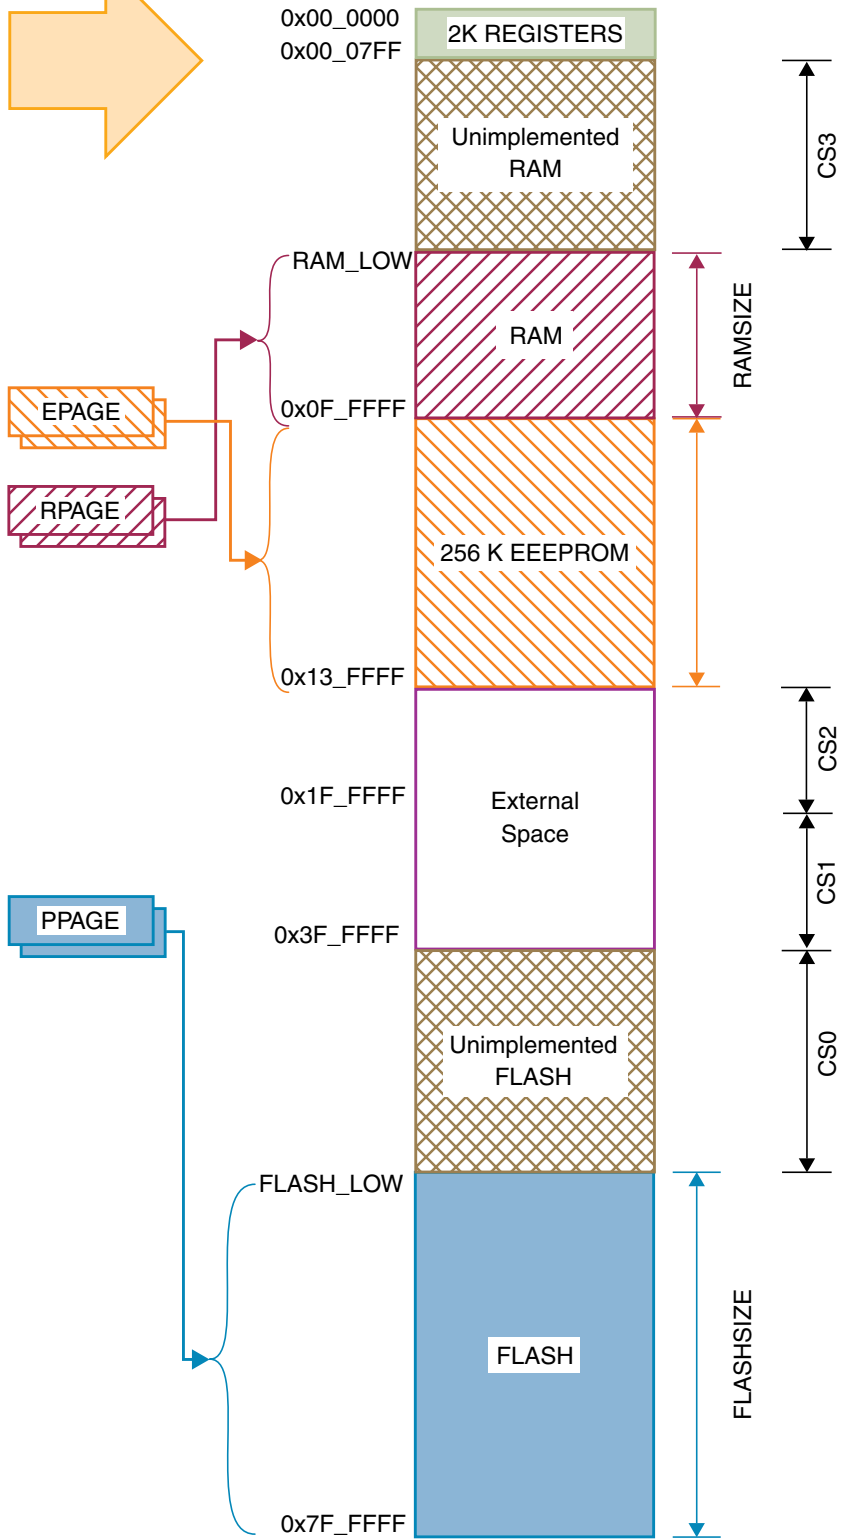 0x00_0000
2K REGISTERS
0x00_07FF
Unimplemented
RAM
CS3
RAM_LOW
RAM
RAMSIZE
0x0F_FFFF
EPAGE
RPAGE
256 K EEEPROM
0x13_FFFF
CS2
0x1F_FFFF
External
Space
CS1
PPAGE
0x3F_FFFF
Unimplemented
FLASH
CS0
FLASH_LOW
FLASH
FLASHSIZE
0x7F_FFFF